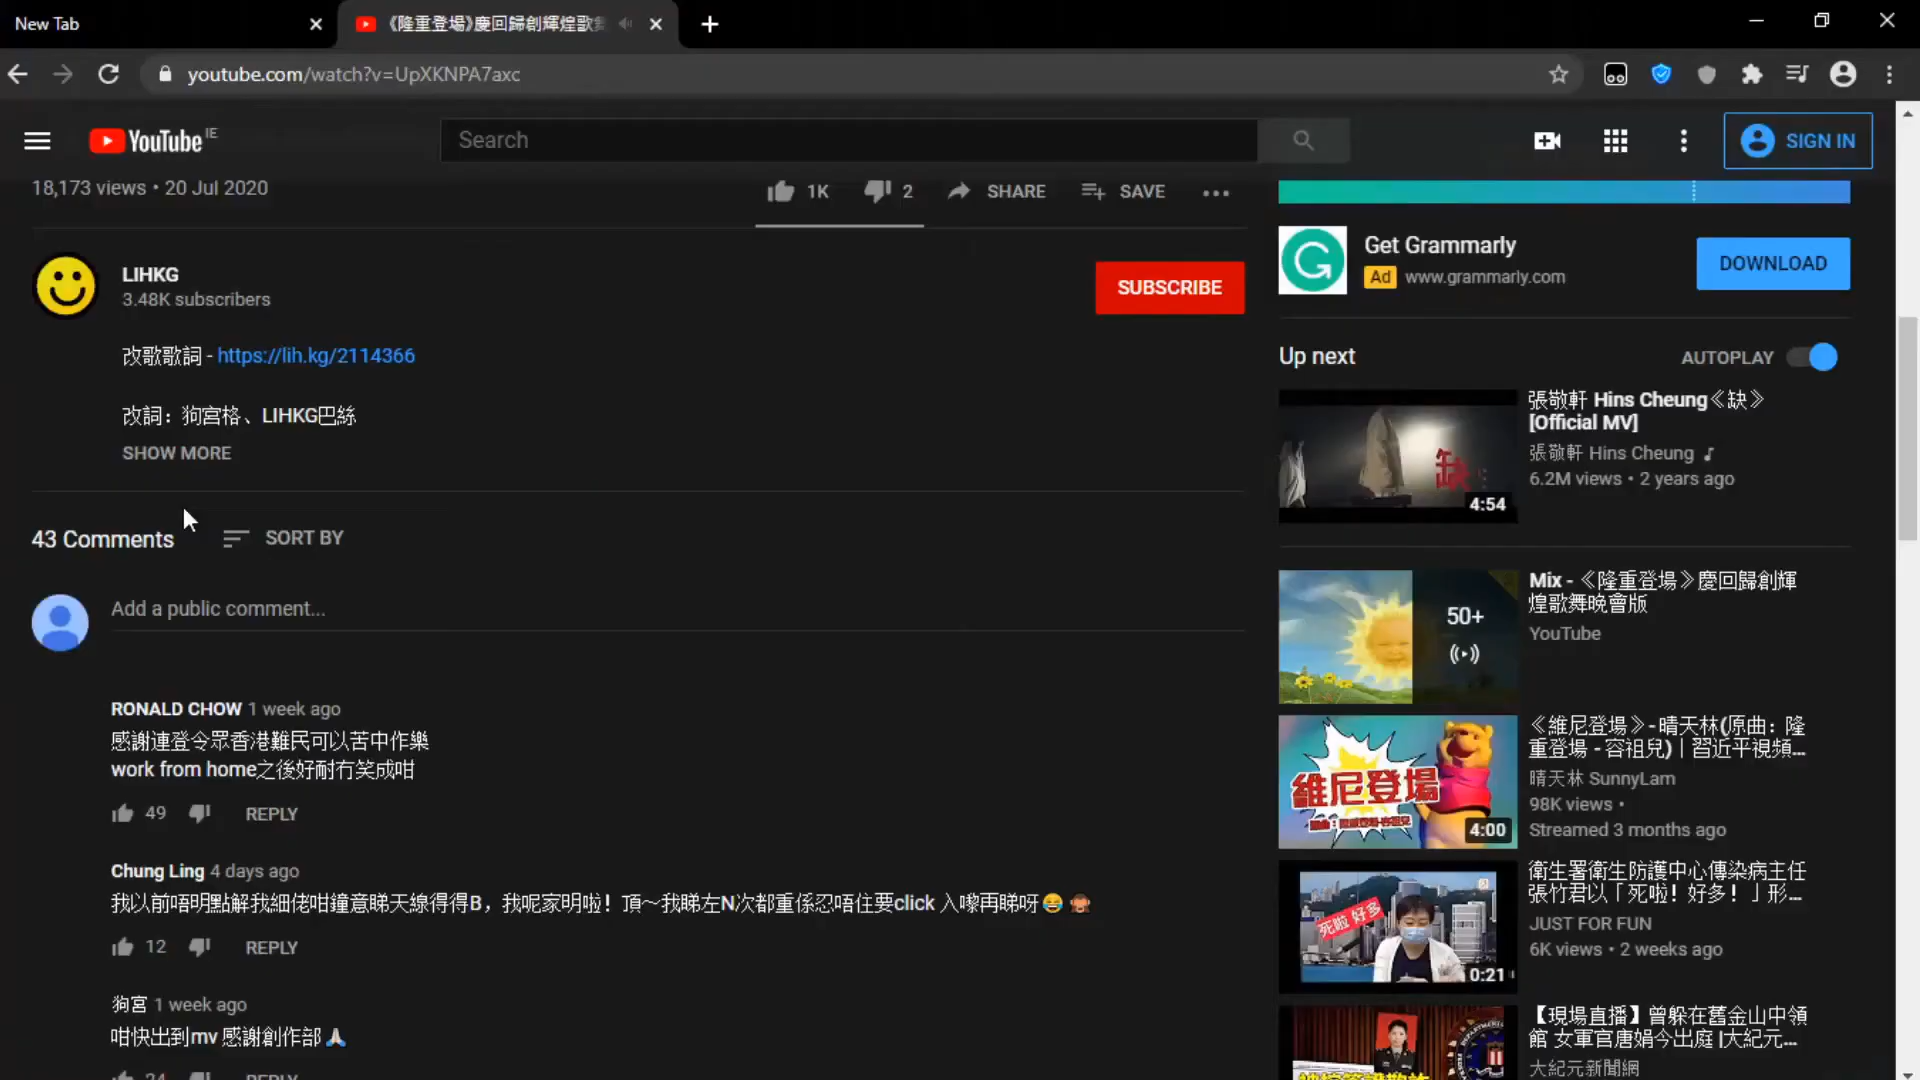 New Tab
《隆重登場》慶回歸創輝煌歌舞
youtube.com/watch?v=UpXKNPA7axc
YouTube IE
Search
SIGN IN
18,173 views • 20 Jul 2020
1K
2
SHARE
SAVE
LIHKG
3.48K subscribers
SUBSCRIBE
改歌歌詞 - https://lih.kg/2114366
改詞：狗宮格、LIHKG巴絲
SHOW MORE
43 Comments
SORT BY
Add a public comment...
RONALD CHOW 1 week ago
感謝連登令眾香港難民可以苦中作樂
work from home之後好耐冇笑成咁
49
REPLY
Chung Ling 4 days ago
我以前唔明點解我細佬咁鐘意睇天線得得B，我呢家明啦！頂～我睇左N次都重係忍唔住要click 入嚟再睇呀😂🙊
12
REPLY
狗宮 1 week ago
咁快出到mv 感謝創作部🙏🏻
24
REPLY
Get Grammarly
Ad www.grammarly.com
DOWNLOAD
Up next
AUTOPLAY
缺
4:54
張敬軒 Hins Cheung《缺》
[Official MV]
張敬軒 Hins Cheung
6.2M views • 2 years ago
50+
Mix - 《隆重登場》慶回歸創輝
煌歌舞晚會版
YouTube
維尼登場
4:00
《維尼登場》- 晴天林(原曲：隆
重登場 - 容祖兒)｜習近平視頻...
晴天林 SunnyLam
98K views •
Streamed 3 months ago
死啦 好多
0:21
衛生署衛生防護中心傳染病主任
張竹君以「死啦！好多！」形...
JUST FOR FUN
6K views • 2 weeks ago
【現場直播】曾躲在舊金山中領
館 女軍官唐娟今出庭 |大紀元...
大紀元新聞網